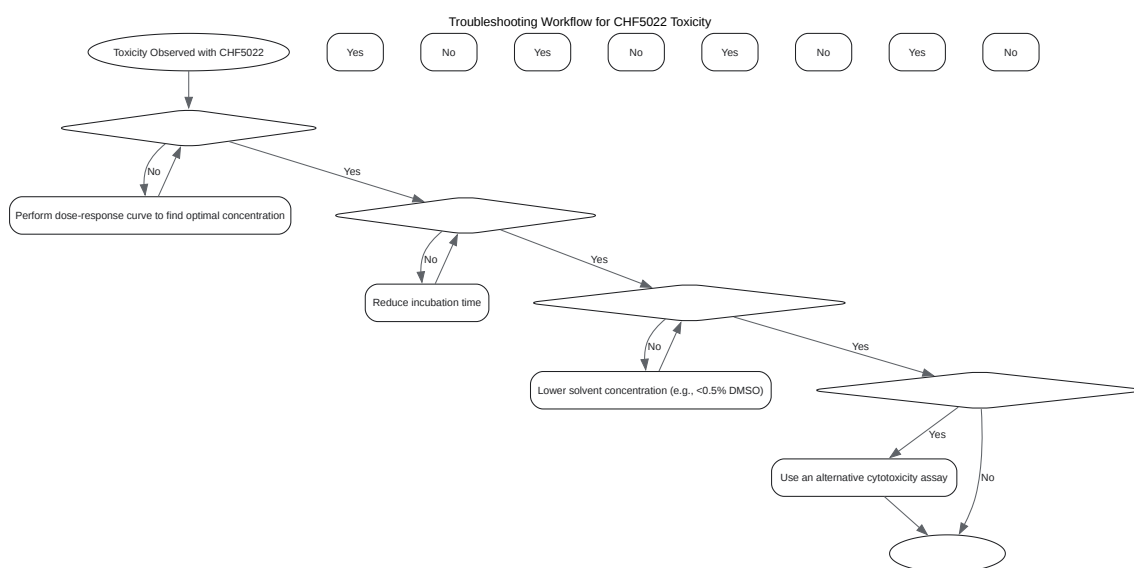 Troubleshooting Workflow for CHF5022 Toxicity
Toxicity Observed with CHF5022
Yes
No
Yes
No
Yes
No
Yes
No
No
Yes
Perform dose-response curve to find optimal concentration
No
Yes
Reduce incubation time
No
Yes
Lower solvent concentration (e.g., <0.5% DMSO)
Yes
Use an alternative cytotoxicity assay
No